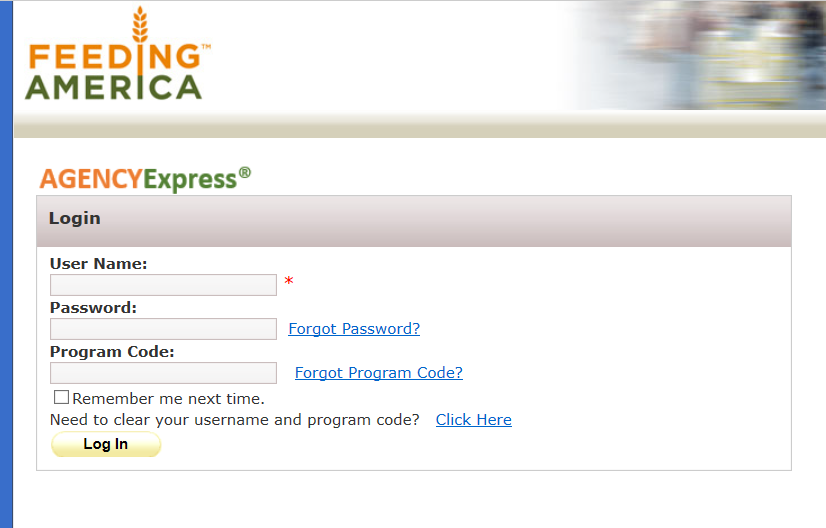 FEEDING™
AMERICA
AGENCYExpress®
Login
User Name:
*
Password:
Forgot Password?
Program Code:
Forgot Program Code?
Remember me next time.
Need to clear your username and program code? Click Here
Log In